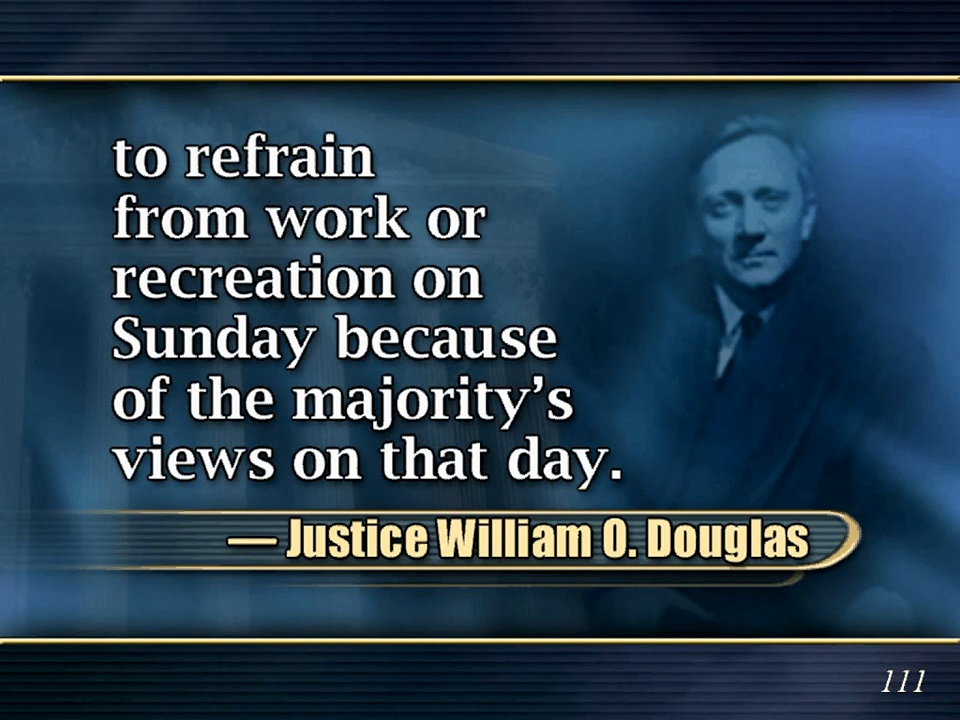 to refrain
from work or
recreation on
Sunday because
of the majority’s
views on that day.
— Justice William O. Douglas
111